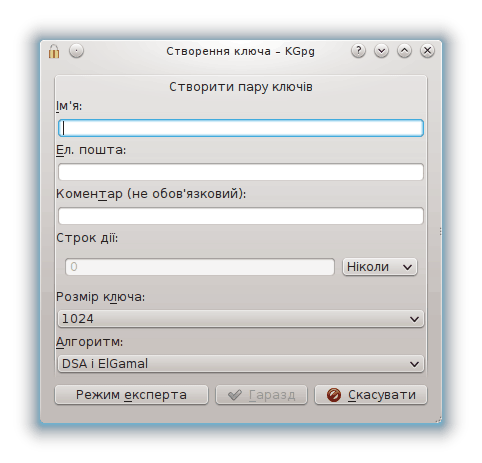 Створення ключа – KGpg
Створити пару ключів
Ім'я:
Ел. пошта:
Коментар (не обов'язковий):
Строк дії:
0 Ніколи
Розмір ключа:
1024
Алгоритм:
DSA і ElGamal
Режим експерта Гаразд Скасувати